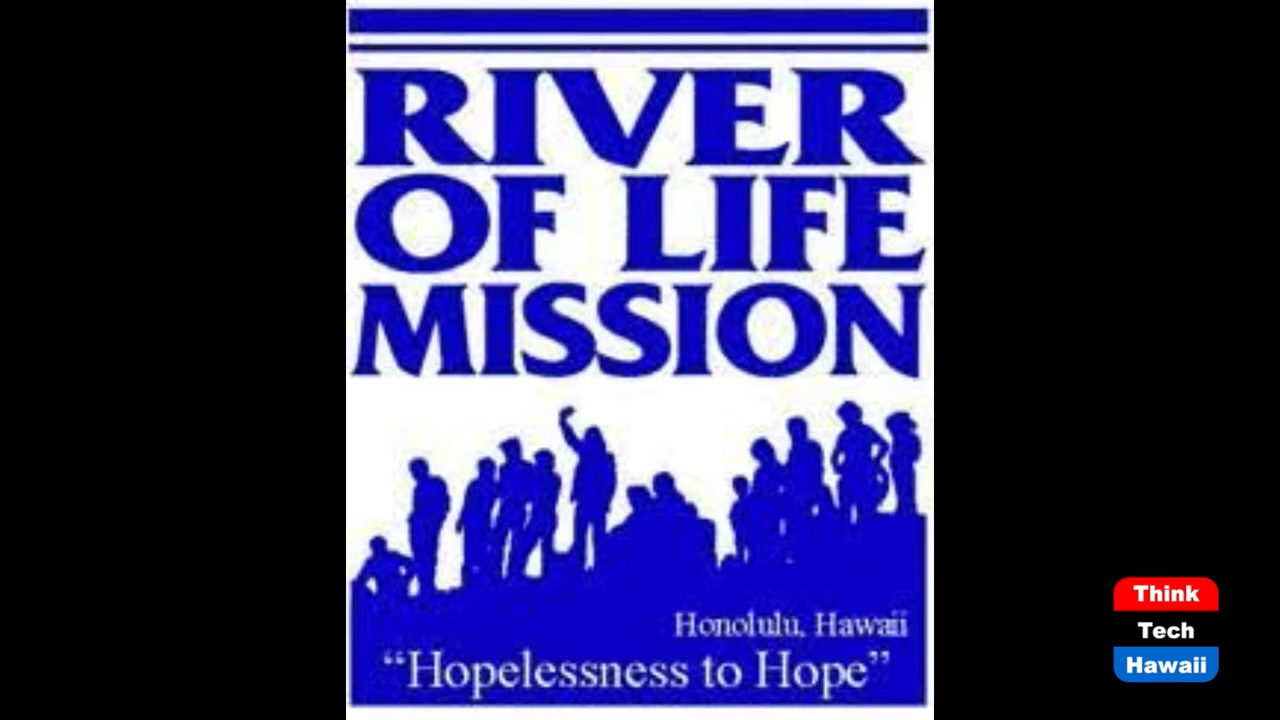 RIVER
OF LIFE
MISSION
Honolulu, Hawaii
“Hopelessness to Hope”
Think
Tech
Hawaii